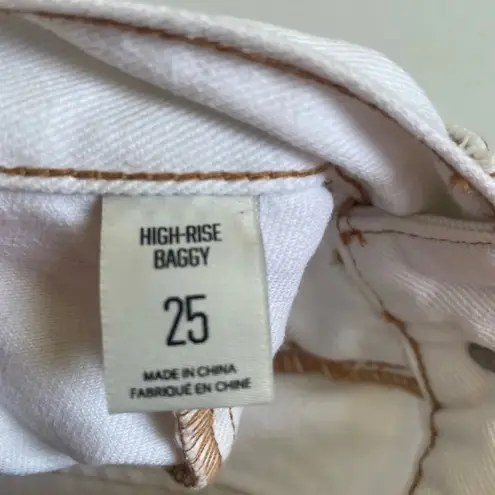 HIGH-RISE
BAGGY
25
MADE IN CHINA
FABRIQUÉ EN CHINE